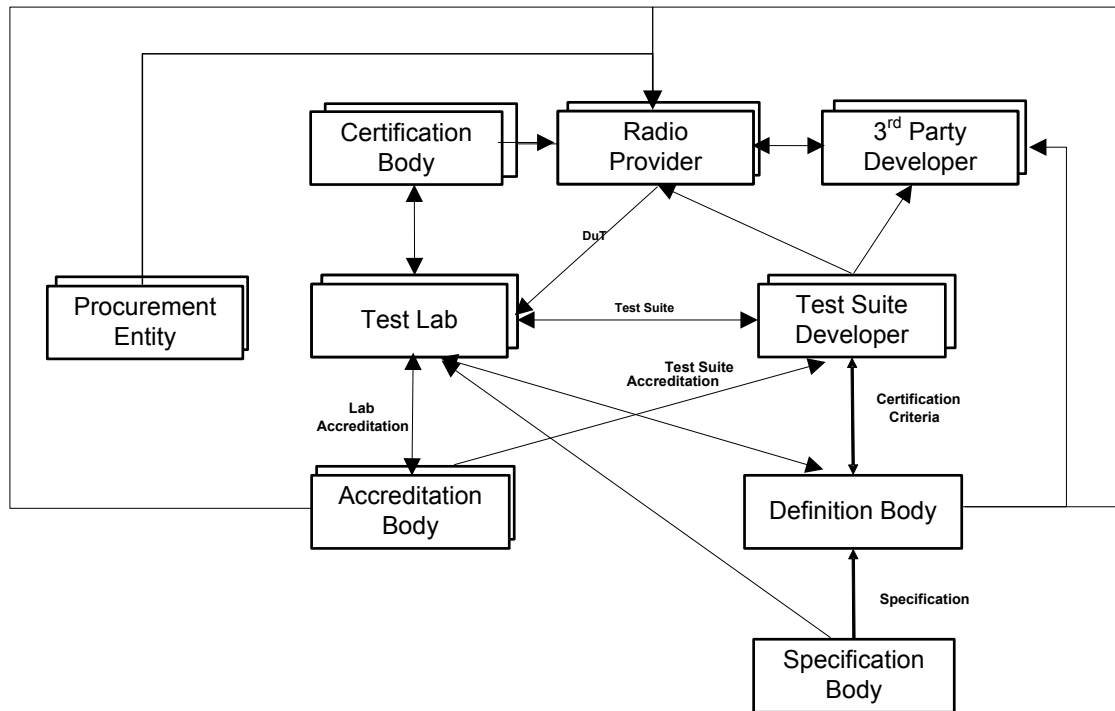 Certification
Body
Radio
Provider
3rd Party
Developer
DuT
Procurement
Entity
Test Lab
Test Suite
Test Suite
Developer
Test Suite
Accreditation
Lab
Accreditation
Certification
Criteria
Accreditation
Body
Definition Body
Specification
Specification
Body